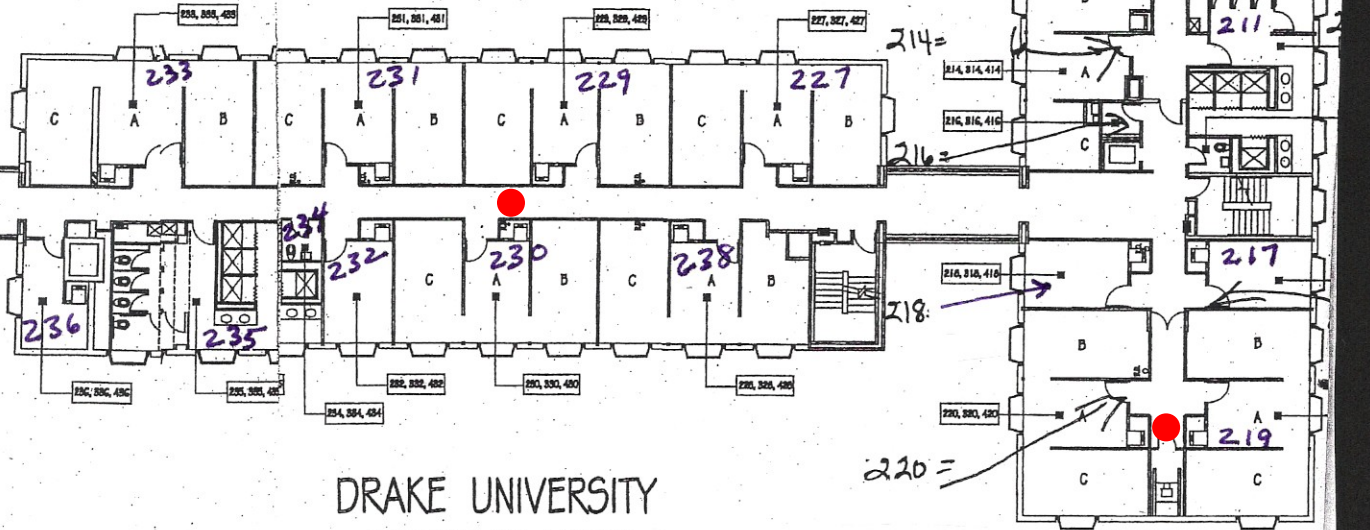 233, 333, 433
231, 331, 431
229, 329, 429
227, 327, 427
B
211
214=
233
231
229
227
214, 314, 414
A
C
A
B
C
A
B
C
A
B
C
A
B
216, 316, 416
C
216=
234
232
C
230
A
B
C
238
A
B
218, 318, 418
217
218:
236
235
B
B
236, 336, 436
232, 332, 432
230, 330, 430
228, 328, 428
234, 334, 434
220, 320, 420
A
A
219
220=
C
C
DRAKE UNIVERSITY